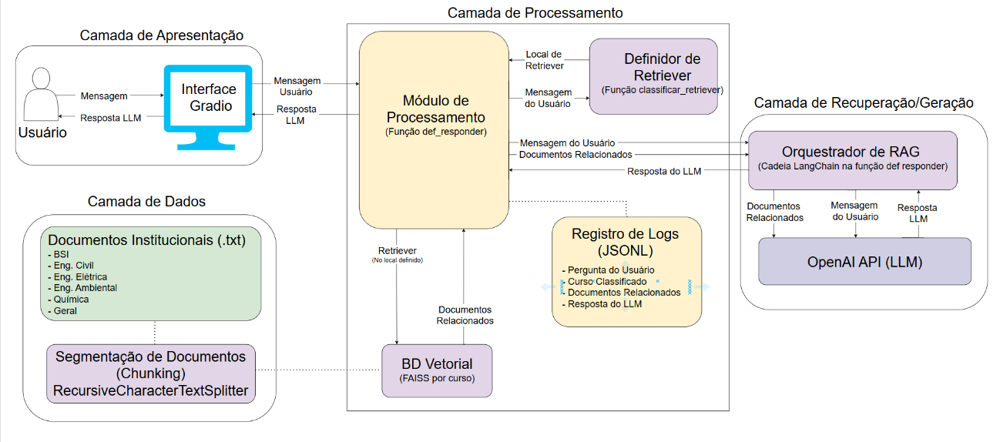 Camada de Apresentação
Mensagem
Resposta LLM
Usuário
Interface
Gradio
Mensagem
Usuário
Resposta
LLM
Camada de Processamento
Módulo de
Processamento
(Função def_responder)
Local de
Retriever
Mensagem
do Usuário
Definidor de
Retriever
(Função classificar_retriever)
Mensagem do Usuário
Documentos Relacionados
Resposta do LLM
Registro de Logs
(JSONL)
- Pergunta do Usuário
- Curso Classificado
- Documentos Relacionados
- Resposta do LLM
Retriever
(No local definido)
Documentos
Relacionados
BD Vetorial
(FAISS por curso)
Camada de Recuperação/Geração
Orquestrador de RAG
(Cadeia LangChain na função def responder)
Documentos
Relacionados
Mensagem
do Usuário
Resposta
LLM
OpenAI API (LLM)
Camada de Dados
Documentos Institucionais (.txt)
- BSI
- Eng. Civil
- Eng. Elétrica
- Eng. Ambiental
- Química
- Geral
Segmentação de Documentos
(Chunking)
RecursiveCharacterTextSplitter